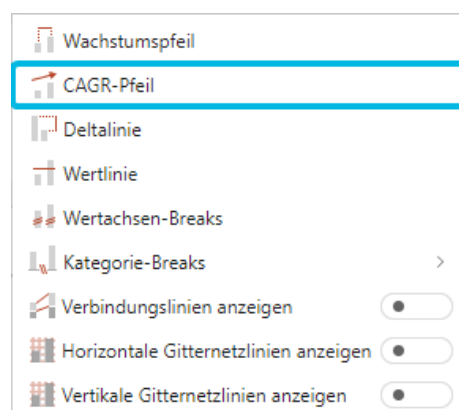 Wachstumspfeil
CAGR-Pfeil
Deltalinie
Wertlinie
Wertachsen-Breaks
Kategorie-Breaks
Verbindungslinien anzeigen
Horizontale Gitternetzlinien anzeigen
Vertikale Gitternetzlinien anzeigen